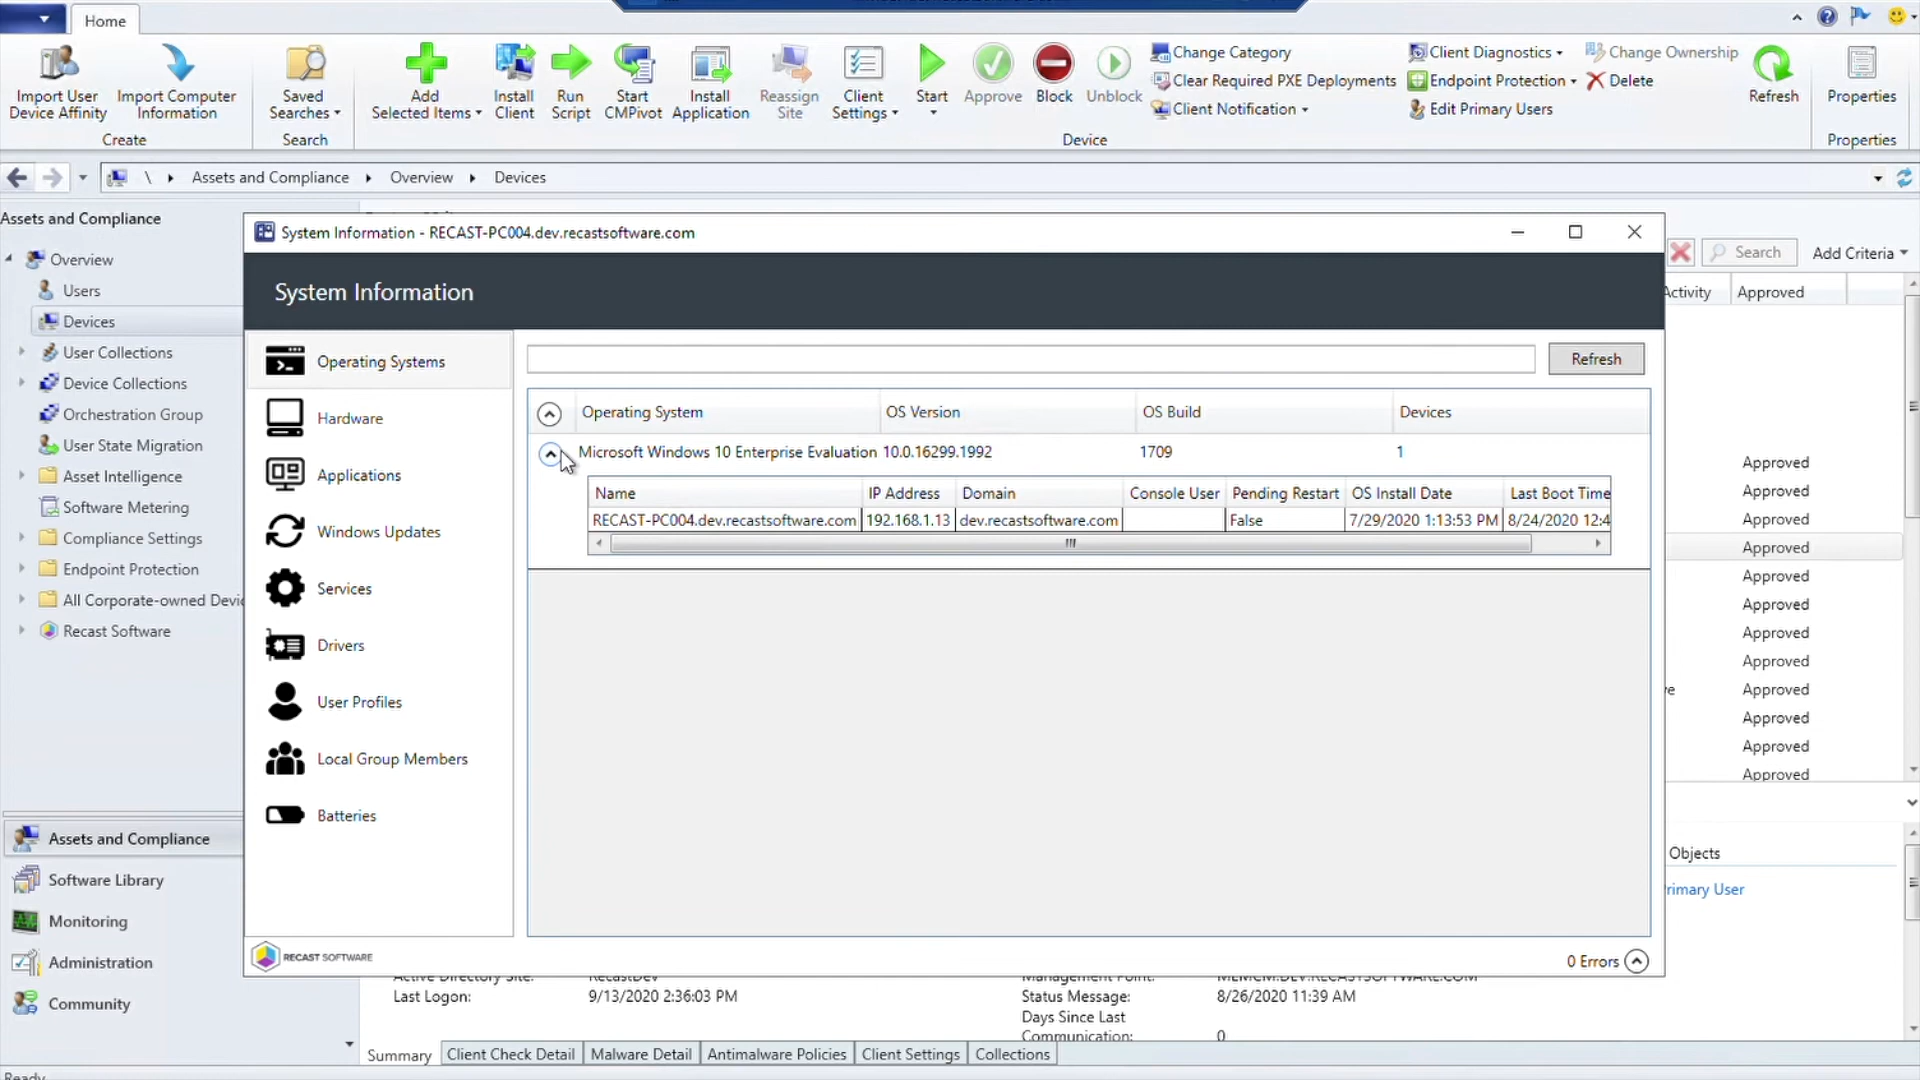 Home
Import User Device Affinity
Import Computer Information
Create
Saved Searches
Search
Add Selected Items
Install Client
Run Script
Start CMPivot
Install Application
Reassign Site
Client Settings
Start
Approve
Block
Unblock
Change Category
Clear Required PXE Deployments
Client Notification
Client Diagnostics
Endpoint Protection
Edit Primary Users
Change Ownership
Delete
Device
Refresh
Properties
Properties
\ Assets and Compliance Overview Devices
Assets and Compliance
Overview
Users
Devices
User Collections
Device Collections
Orchestration Group
User State Migration
Asset Intelligence
Software Metering
Compliance Settings
Endpoint Protection
All Corporate-owned Devic
Recast Software
Assets and Compliance
Software Library
Monitoring
Administration
Community
System Information - RECAST-PC004.dev.recastsoftware.com
System Information
Operating Systems
Hardware
Applications
Windows Updates
Services
Drivers
User Profiles
Local Group Members
Batteries
Refresh
Operating System OS Version OS Build Devices
Microsoft Windows 10 Enterprise Evaluation 10.0.16299.1992 1709 1
Name IP Address Domain Console User Pending Restart OS Install Date Last Boot Time
RECAST-PC004.dev.recastsoftware.com 192.168.1.13 dev.recastsoftware.com False 7/29/2020 1:13:53 PM 8/24/2020 12:4
RECAST SOFTWARE
0 Errors
Search Add Criteria
Activity Approved
Approved
Approved
Approved
Approved
Approved
Approved
Approved
Approved
Approved
Approved
Approved
Approved
Objects
rimary User
Active Directory Site: RecastDev
Last Logon: 9/13/2020 2:36:03 PM
Management Point: MEMCM.DEV.RECASTSOFTWARE.COM
Status Message: 8/26/2020 11:39 AM
Days Since Last
Communication: 0
Summary Client Check Detail Malware Detail Antimalware Policies Client Settings Collections
Ready